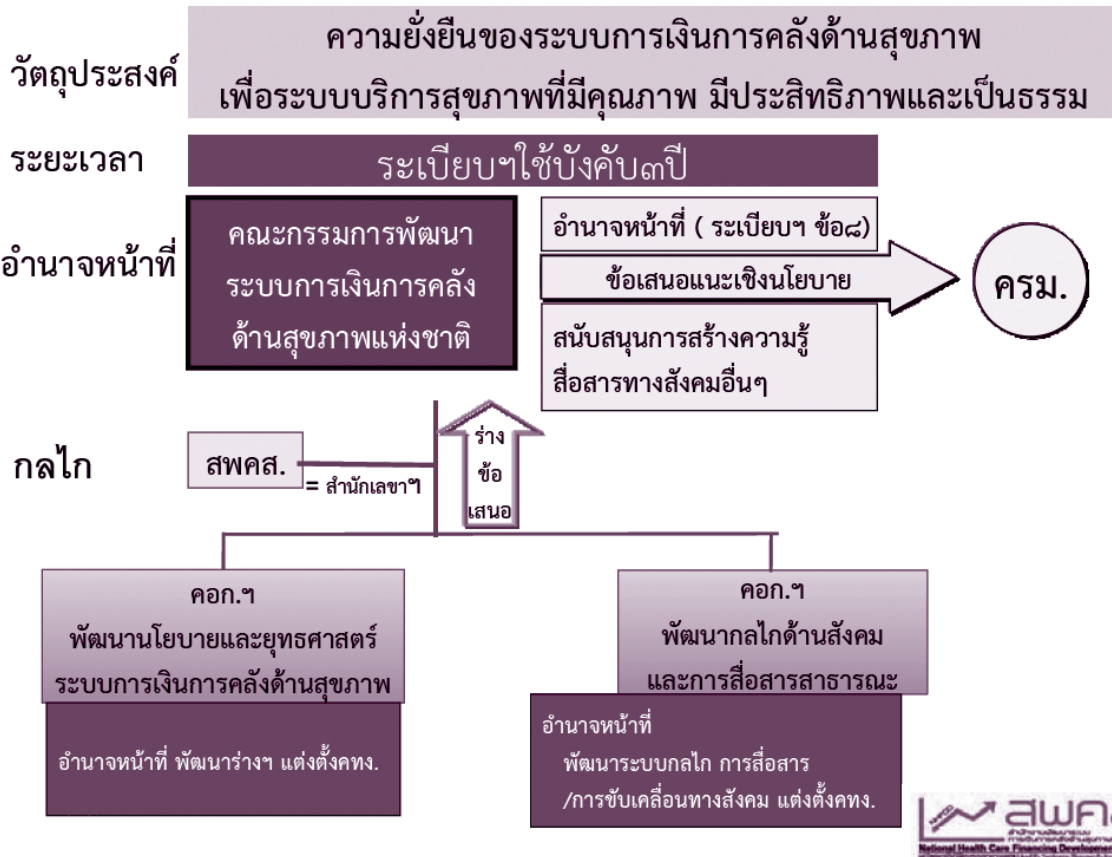 วัตถุประสงค์
ความยั่งยืนของระบบการเงินการคลังด้านสุขภาพ
เพื่อระบบบริการสุขภาพที่มีคุณภาพ มีประสิทธิภาพและเป็นธรรม
ระยะเวลา
ระเบียบฯใช้บังคับ๓ปี
อำนาจหน้าที่
คณะกรรมการพัฒนา
ระบบการเงินการคลัง
ด้านสุขภาพแห่งชาติ
อำนาจหน้าที่ ( ระเบียบฯ ข้อ๘)
ข้อเสนอแนะเชิงนโยบาย
สนับสนุนการสร้างความรู้
สื่อสารทางสังคมอื่นๆ
ครม.
กลไก
สพคส.
= สำนักเลขาฯ
ร่าง
ข้อ
เสนอ
คอก.ฯ
พัฒนานโยบายและยุทธศาสตร์
ระบบการเงินการคลังด้านสุขภาพ
อำนาจหน้าที่ พัฒนาร่างฯ แต่งตั้งคทง.
คอก.ฯ
พัฒนากลไกด้านสังคม
และการสื่อสารสาธารณะ
อำนาจหน้าที่
พัฒนาระบบกลไก การสื่อสาร
/การขับเคลื่อนทางสังคม แต่งตั้งคทง.
National Health Care Financing Development